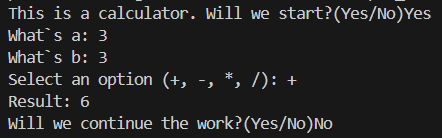 This is a calculator. Will we start?(Yes/No)Yes
What`s a: 3
What`s b: 3
Select an option (+, -, *, /): +
Result: 6
Will we continue the work?(Yes/No)No